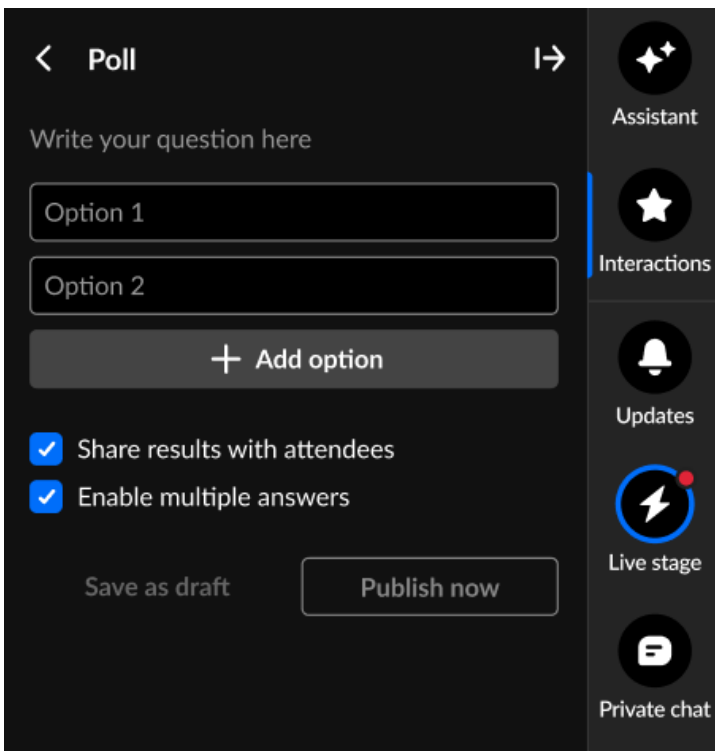 Poll
Write your question here
Option 1
Option 2
Add option
Share results with attendees
Enable multiple answers
Save as draft
Publish now
Assistant
Interactions
Updates
Live stage
Private chat